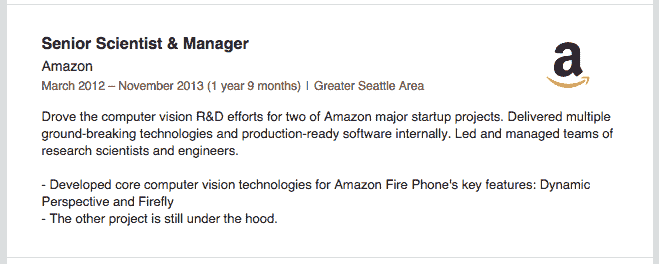 Senior Scientist & Manager
Amazon
March 2012 – November 2013 (1 year 9 months) | Greater Seattle Area
a
Drove the computer vision R&D efforts for two of Amazon major startup projects. Delivered multiple
ground-breaking technologies and production-ready software internally. Led and managed teams of
research scientists and engineers.
- Developed core computer vision technologies for Amazon Fire Phone's key features: Dynamic
Perspective and Firefly
- The other project is still under the hood.